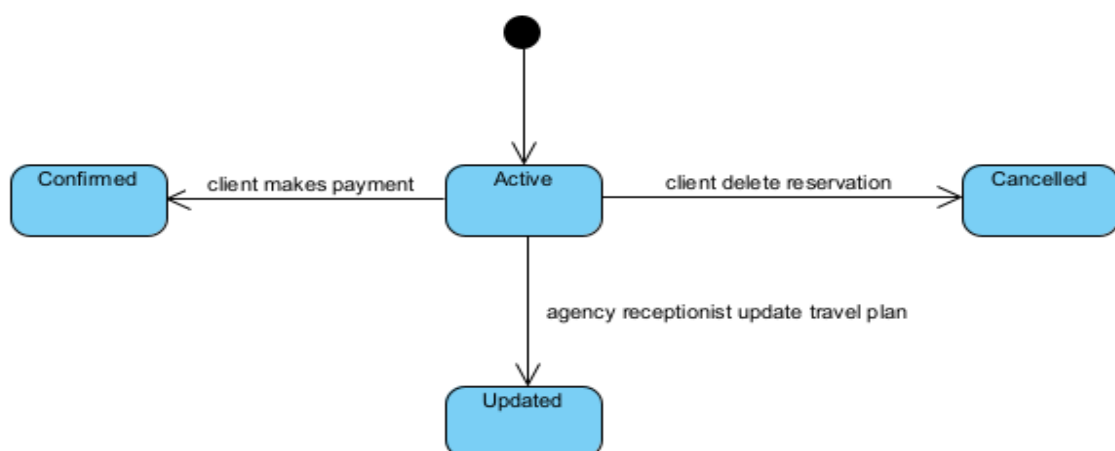 Confirmed
client makes payment
Active
client delete reservation
Cancelled
agency receptionist update travel plan
Updated